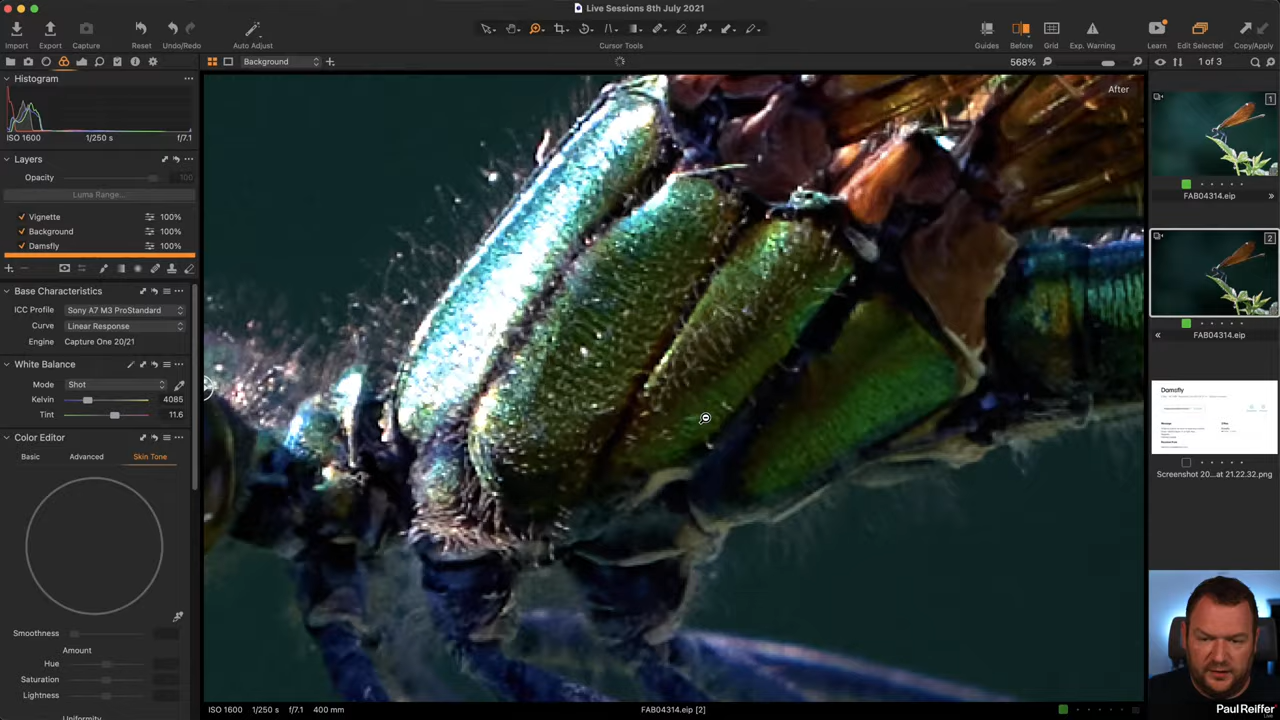 Live Sessions 8th July 2021
Import
Export
Capture
Reset
Undo/Redo
Auto Adjust
Cursor Tools
Guides
Before
Grid
Exp. Warning
Learn
Edit Selected
Copy/Apply
Background
568%
1 of 3
Histogram
ISO 1600 1/250 s f/7.1
Layers
Opacity 100
Luma Range...
Vignette 100%
Background 100%
Damsfly 100%
Base Characteristics
ICC Profile Sony A7 M3 ProStandard
Curve Linear Response
Engine Capture One 20/21
White Balance
Mode Shot
Kelvin 4085
Tint 11.6
Color Editor
Basic Advanced Skin Tone
Smoothness
Amount
Hue
Saturation
Lightness
Uniformity
After
1
FAB04314.eip
2
FAB04314.eip
Damsfly
Screenshot 20...at 21.22.32.png
ISO 1600 1/250 s f/7.1 400 mm
FAB04314.eip [2]
Paul Reiffer
Live